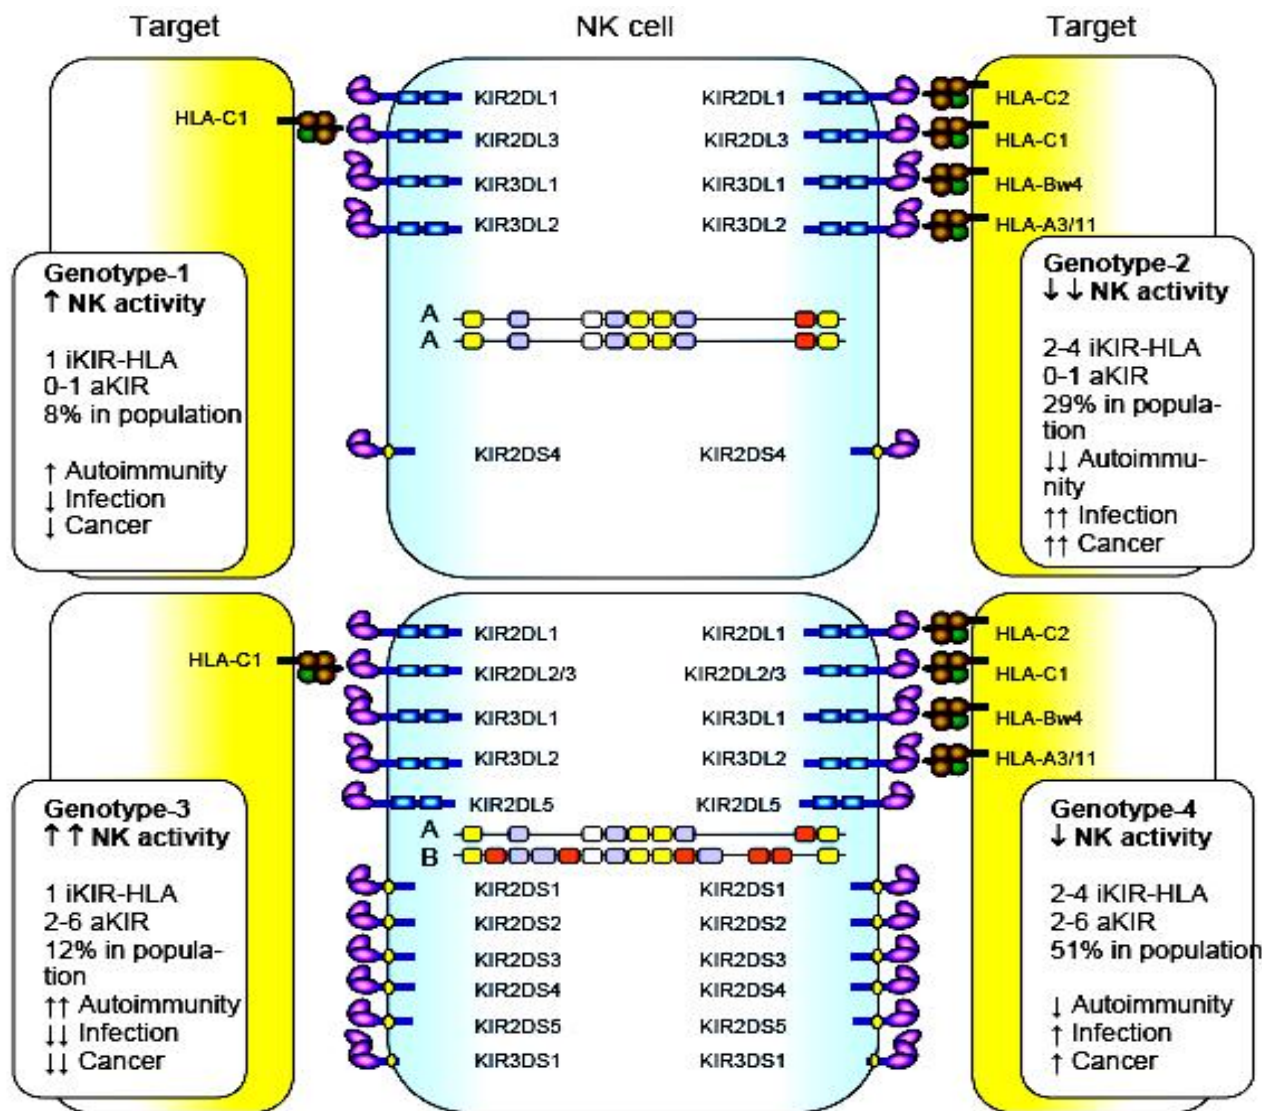 Target
NK cell
Target
HLA-C1
KIR2DL1
KIR2DL3
KIR3DL1
KIR3DL2
KIR2DL1
KIR2DL3
KIR3DL1
KIR3DL2
HLA-C2
HLA-C1
HLA-Bw4
HLA-A3/11
Genotype-1
↑ NK activity
1 iKIR-HLA
0-1 aKIR
8% in population
↑ Autoimmunity
↓ Infection
↓ Cancer
A
A
KIR2DS4
KIR2DS4
Genotype-2
↓ ↓ NK activity
2-4 iKIR-HLA
0-1 aKIR
29% in popula-
tion
↓↓ Autoimmu-
nity
↑↑ Infection
↑↑ Cancer
HLA-C1
KIR2DL1
KIR2DL2/3
KIR3DL1
KIR3DL2
KIR2DL5
KIR2DL1
KIR2DL2/3
KIR3DL1
KIR3DL2
KIR2DL5
HLA-C2
HLA-C1
HLA-Bw4
HLA-A3/11
Genotype-3
↑ ↑ NK activity
1 iKIR-HLA
2-6 aKIR
12% in popula-
tion
↑↑ Autoimmunity
↓↓ Infection
↓↓ Cancer
A
B
KIR2DS1
KIR2DS2
KIR2DS3
KIR2DS4
KIR2DS5
KIR3DS1
KIR2DS1
KIR2DS2
KIR2DS3
KIR2DS4
KIR2DS5
KIR3DS1
Genotype-4
↓ NK activity
2-4 iKIR-HLA
2-6 aKIR
51% in population
↓ Autoimmunity
↑ Infection
↑ Cancer